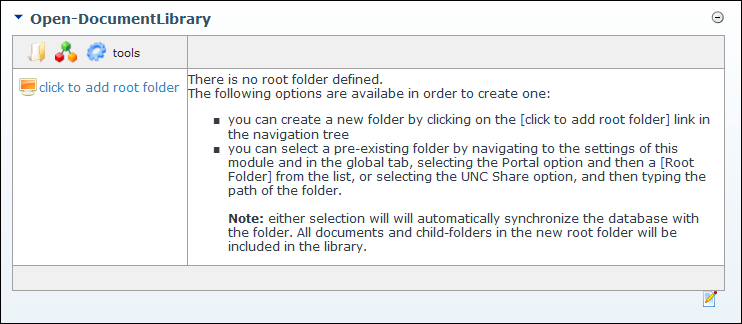 Open-DocumentLibrary
tools
click to add root folder
There is no root folder defined.
The following options are availabe in order to create one:
you can create a new folder by clicking on the [click to add root folder] link in
the navigation tree
you can select a pre-existing folder by navigating to the settings of this
module and in the global tab, selecting the Portal option and then a [Root
Folder] from the list, or selecting the UNC Share option, and then typing the
path of the folder.
Note: either selection will will automatically synchronize the database with
the folder. All documents and child-folders in the new root folder will be
included in the library.